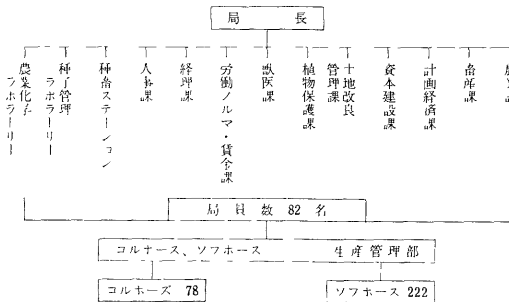 局長
畜産課
計画経済課
資本建設課
土地改良
管理課
植物保護課
獣医課
労働ノルマ・賃金課
経理課
人事課
種畜ステーション
種子管理
ラボラトリー
農業化学
ラボラトリー
局員数 82 名
コルホース、ソフホース 生産管理部
コルホーズ 78
ソフホース 222